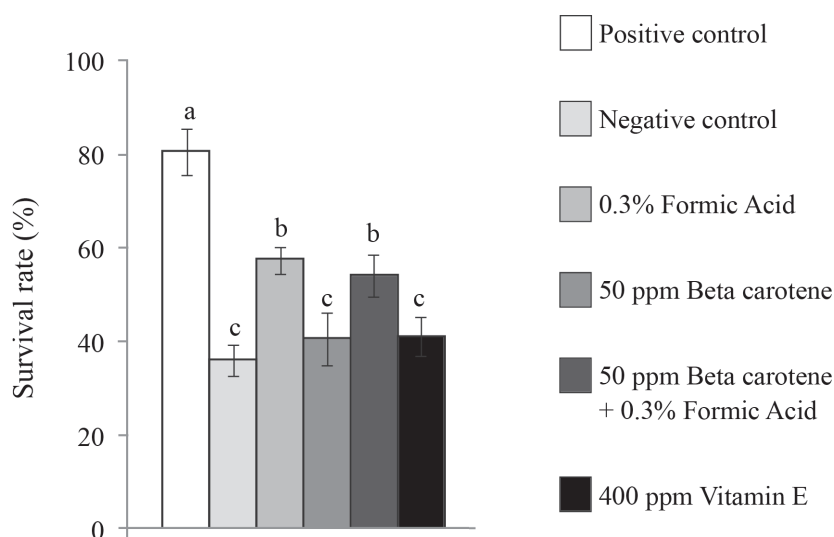 Positive control
Negative control
0.3% Formic Acid
50 ppm Beta carotene
50 ppm Beta carotene
+ 0.3% Formic Acid
400 ppm Vitamin E
Survival rate (%)
100
80
60
40
20
0
a
c
b
c
b
c